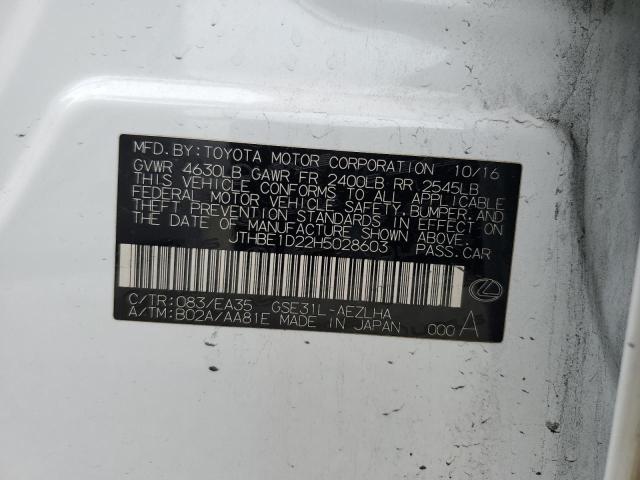 MFD. BY: TOYOTA MOTOR CORPORATION 10/16
GVWR 4630LB GAWR FR 2400LB RR 2545LB
THIS VEHICLE CONFORMS TO ALL APPLICABLE
FEDERAL MOTOR VEHICLE SAFETY, BUMPER, AND
THEFT PREVENTION STANDARDS IN EFFECT ON
THE DATE OF MANUFACTURE SHOWN ABOVE.
JTHBE1D22H5028603 PASS. CAR
C/TR: 083/EA35 GSE31L-AEZLHA
A/TM: B02A/AA81E MADE IN JAPAN 000 A